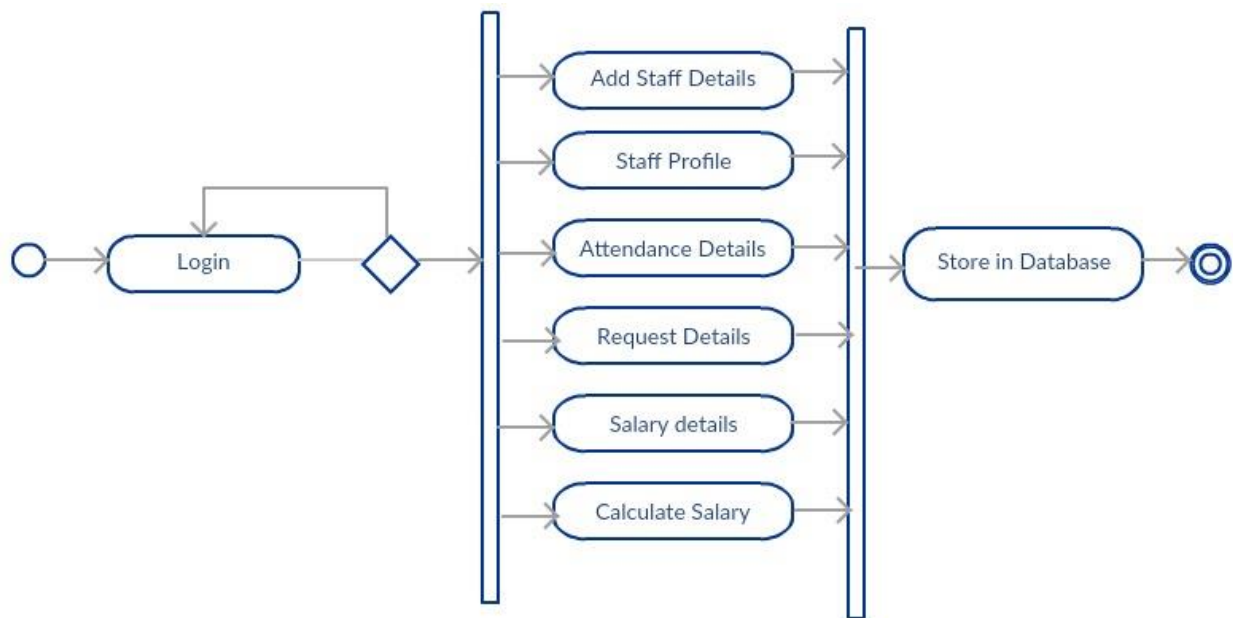 Login
Add Staff Details
Staff Profile
Attendance Details
Request Details
Salary details
Calculate Salary
Store in Database